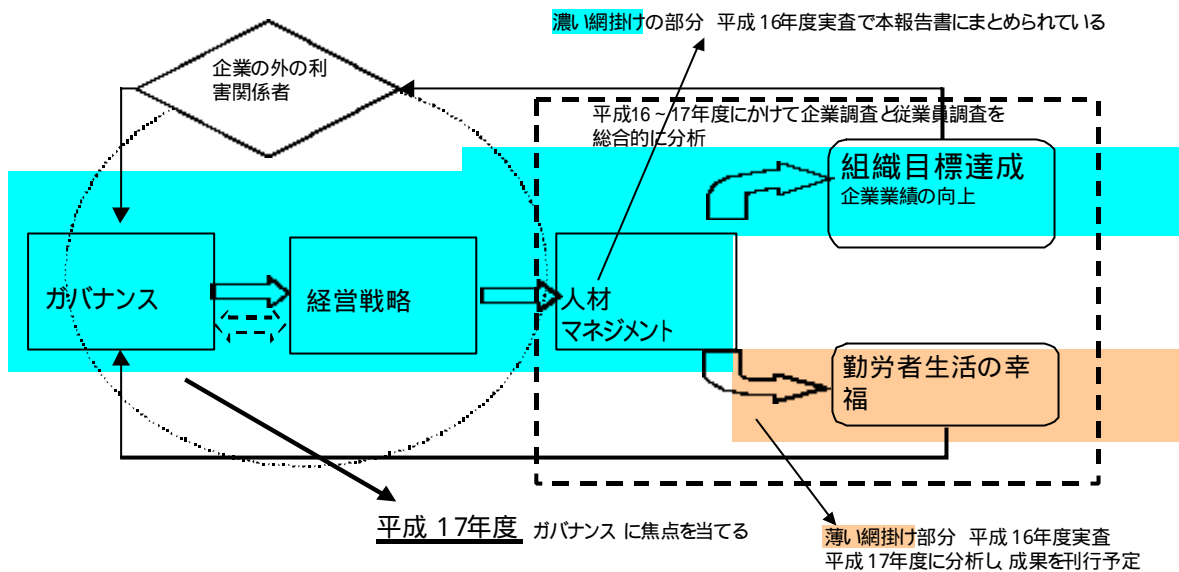 濃い網掛けの部分 平成16年度実査で本報告書にまとめられている
企業の外の利
害関係者
平成16～17年度にかけて企業調査と従業員調査を
総合的に分析
組織目標達成
企業業績の向上
ガバナンス
経営戦略
人材
マネジメント
勤労者生活の幸
福
平成 17年度 ガバナンス に焦点を当てる
薄い網掛け部分 平成 16年度実査
平成 17年度に分析し、成果を刊行予定